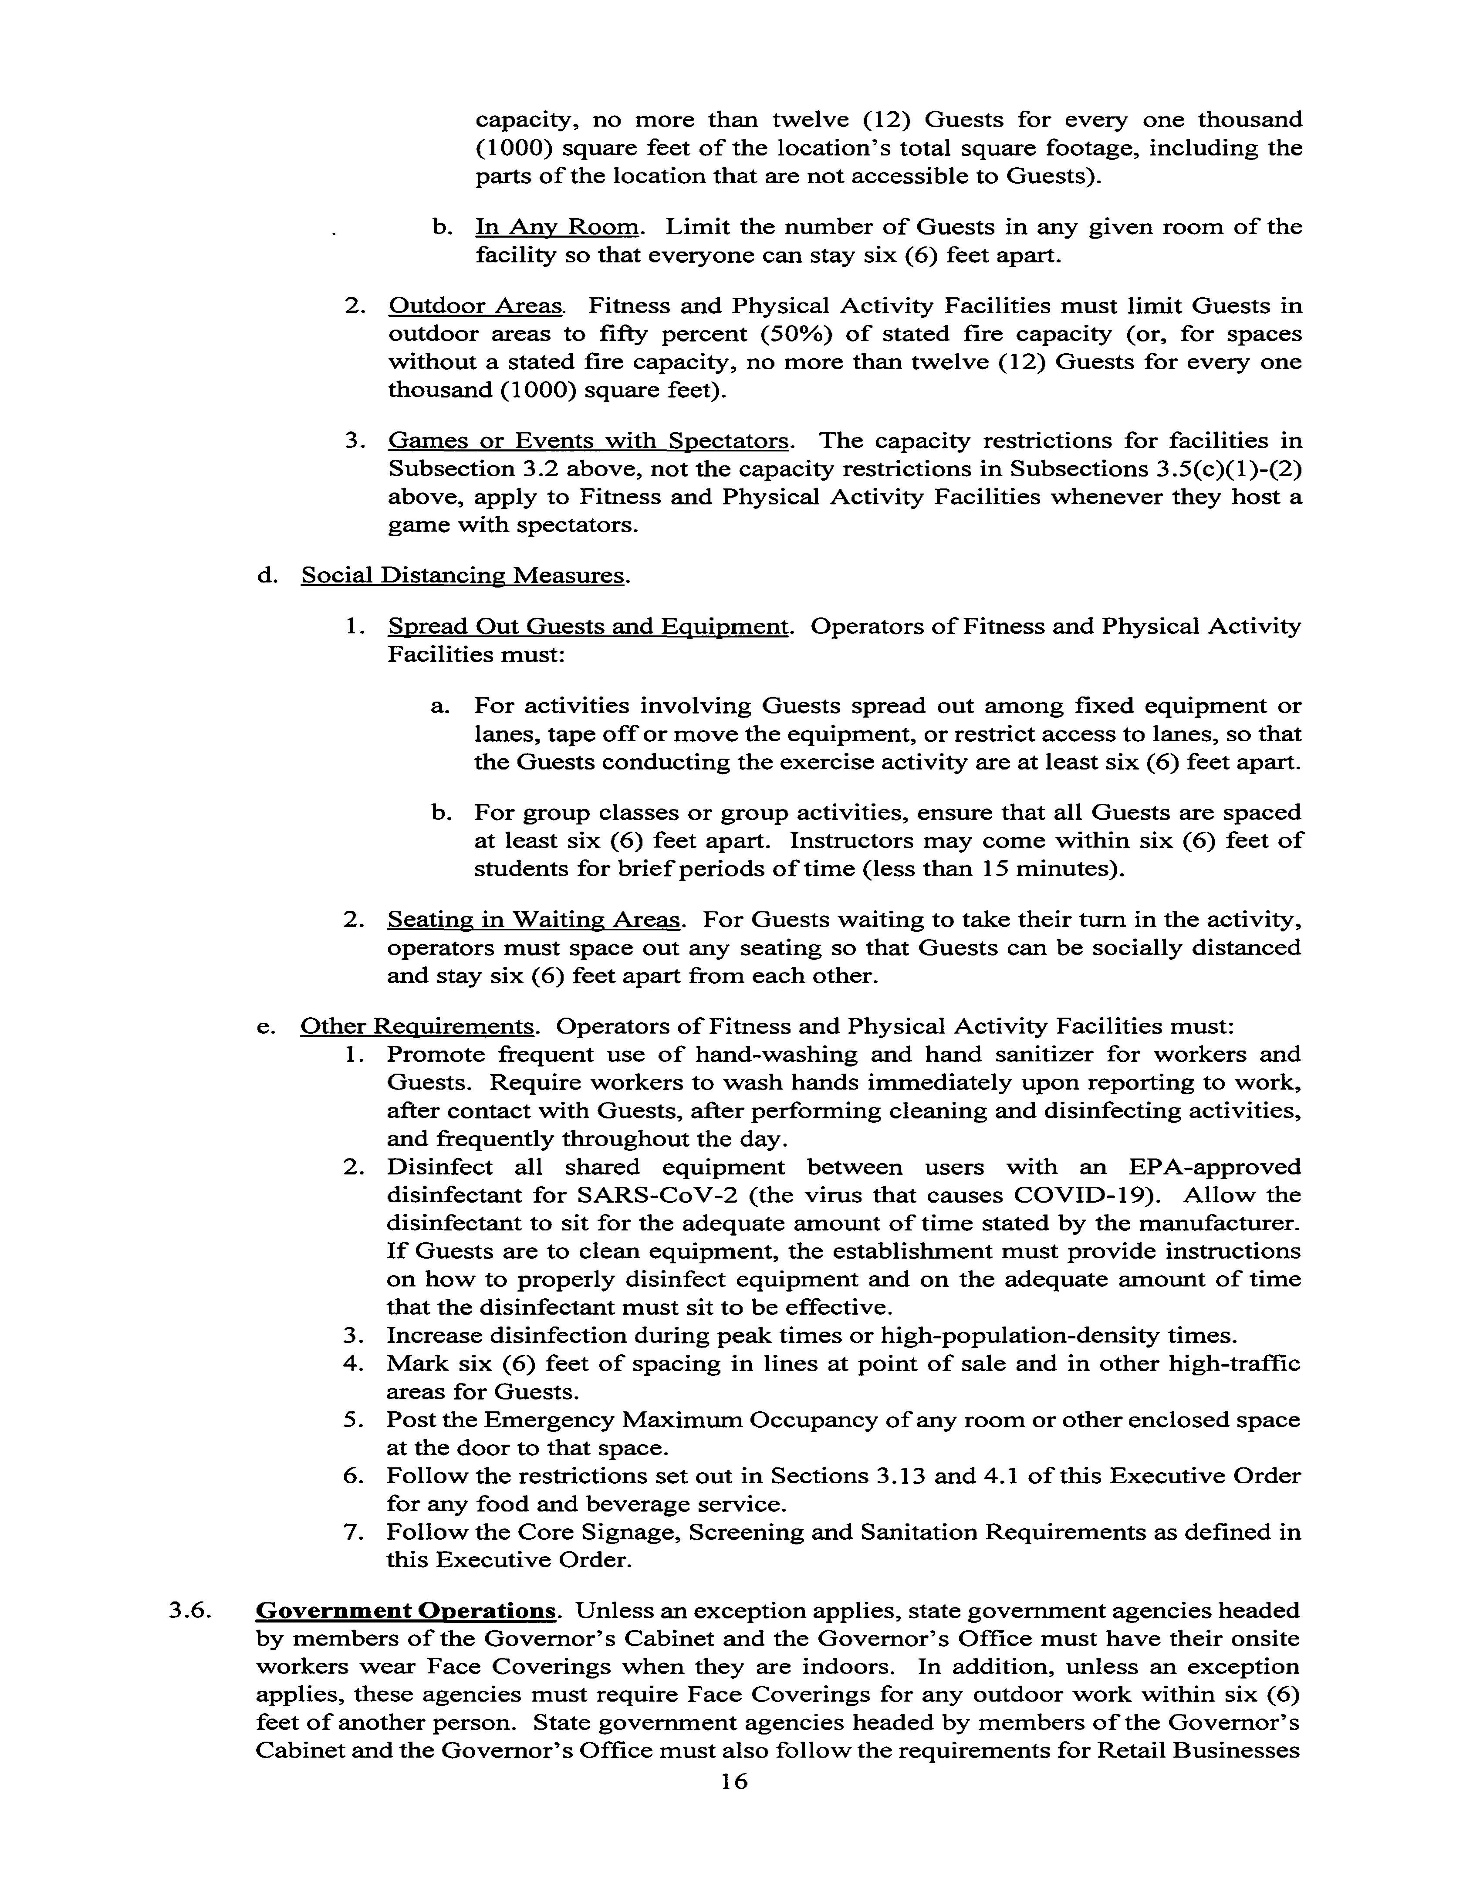 capacity, no more than twelve (12) Guests for every one thousand
(1000) square feet of the location's total square footage, including the
parts of the location that are not accessible to Guests).
b. In Any Room. Limit the number of Guests in any given room of the
facility so that everyone can stay six (6) feet apart.
2. Outdoor Areas. Fitness and Physical Activity Facilities must limit Guests in
outdoor areas to fifty percent (50%) of stated fire capacity (or, for spaces
without a stated fire capacity, no more than twelve (12) Guests for every one
thousand (1000) square feet).
3. Games or Events with Spectators. The capacity restrictions for facilities in
Subsection 3.2 above, not the capacity restrictions in Subsections 3.5(c)(1)-(2)
above, apply to Fitness and Physical Activity Facilities whenever they host a
game with spectators.
d. Social Distancing Measures.
1. Spread Out Guests and Equipment. Operators of Fitness and Physical Activity
Facilities must:
a. For activities involving Guests spread out among fixed equipment or
lanes, tape off or move the equipment, or restrict access to lanes, so that
the Guests conducting the exercise activity are at least six (6) feet apart.
b. For group classes or group activities, ensure that all Guests are spaced
at least six (6) feet apart. Instructors may come within six (6) feet of
students for brief periods of time (less than 15 minutes).
2. Seating in Waiting Areas. For Guests waiting to take their turn in the activity,
operators must space out any seating so that Guests can be socially distanced
and stay six (6) feet apart from each other.
e. Other Requirements. Operators of Fitness and Physical Activity Facilities must:
1. Promote frequent use of hand-washing and hand sanitizer for workers and
Guests. Require workers to wash hands immediately upon reporting to work,
after contact with Guests, after performing cleaning and disinfecting activities,
and frequently throughout the day.
2. Disinfect all shared equipment between users with an EPA-approved
disinfectant for SARS-CoV-2 (the virus that causes COVID-19). Allow the
disinfectant to sit for the adequate amount of time stated by the manufacturer.
If Guests are to clean equipment, the establishment must provide instructions
on how to properly disinfect equipment and on the adequate amount of time
that the disinfectant must sit to be effective.
3. Increase disinfection during peak times or high-population-density times.
4. Mark six (6) feet of spacing in lines at point of sale and in other high-traffic
areas for Guests.
5. Post the Emergency Maximum Occupancy of any room or other enclosed space
at the door to that space.
6. Follow the restrictions set out in Sections 3.13 and 4.1 of this Executive Order
for any food and beverage service.
7. Follow the Core Signage, Screening and Sanitation Requirements as defined in
this Executive Order.
3.6. Government Operations. Unless an exception applies, state government agencies headed
by members of the Governor's Cabinet and the Governor's Office must have their onsite
workers wear Face Coverings when they are indoors. In addition, unless an exception
applies, these agencies must require Face Coverings for any outdoor work within six (6)
feet of another person. State government agencies headed by members of the Governor's
Cabinet and the Governor's Office must also follow the requirements for Retail Businesses
16